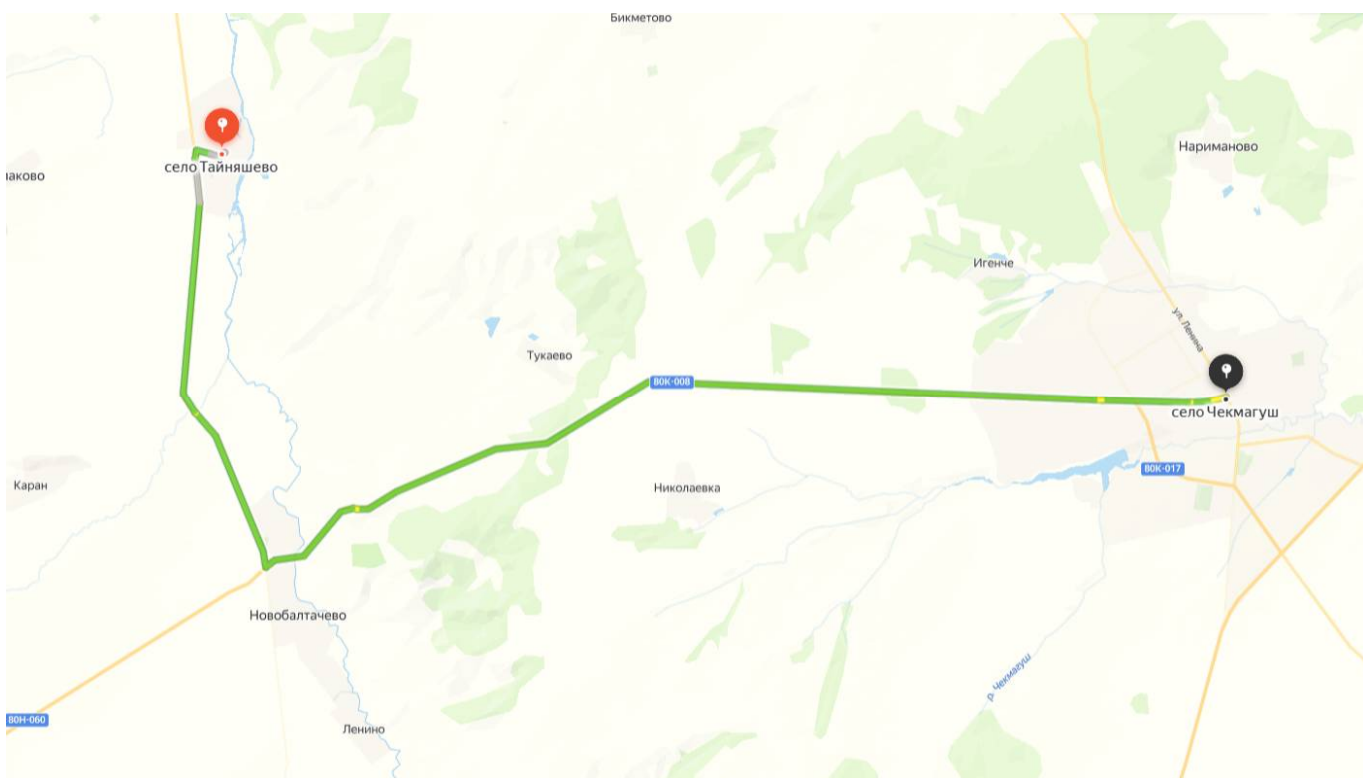 Бикметово
Нариманово
село Тайняшево
лаково
Игенче
ул. Ленина
Тукаево
80К-008
село Чекмагуш
80К-017
Каран
Николаевка
Новобалтачево
р. Чекмагуш
80Н-060
Ленино